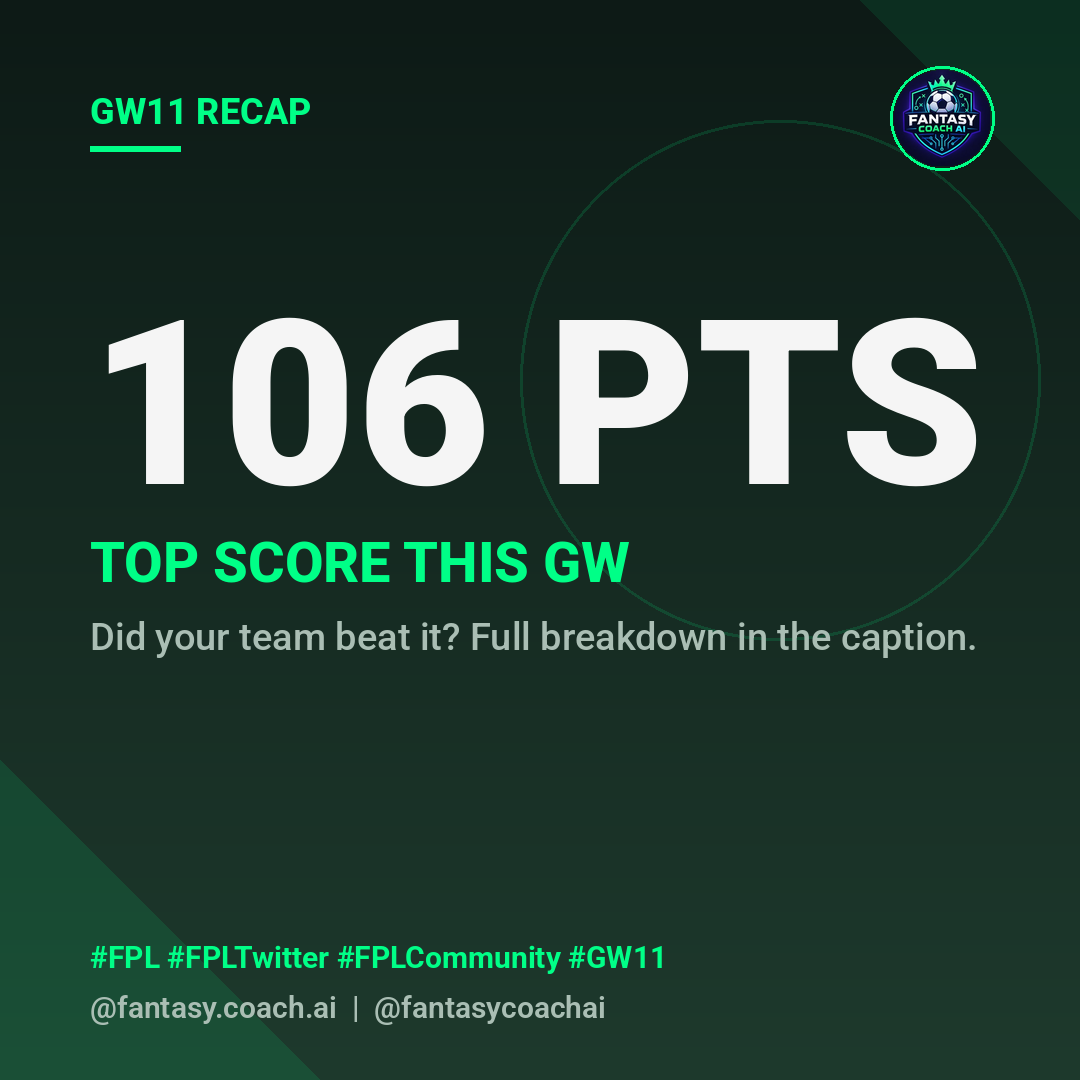 GW11 RECAP
FANTASY
COACH AI
106 PTS
TOP SCORE THIS GW
Did your team beat it? Full breakdown in the caption.
#FPL #FPLTwitter #FPLCommunity #GW11
@fantasy.coach.ai | @fantasycoachai